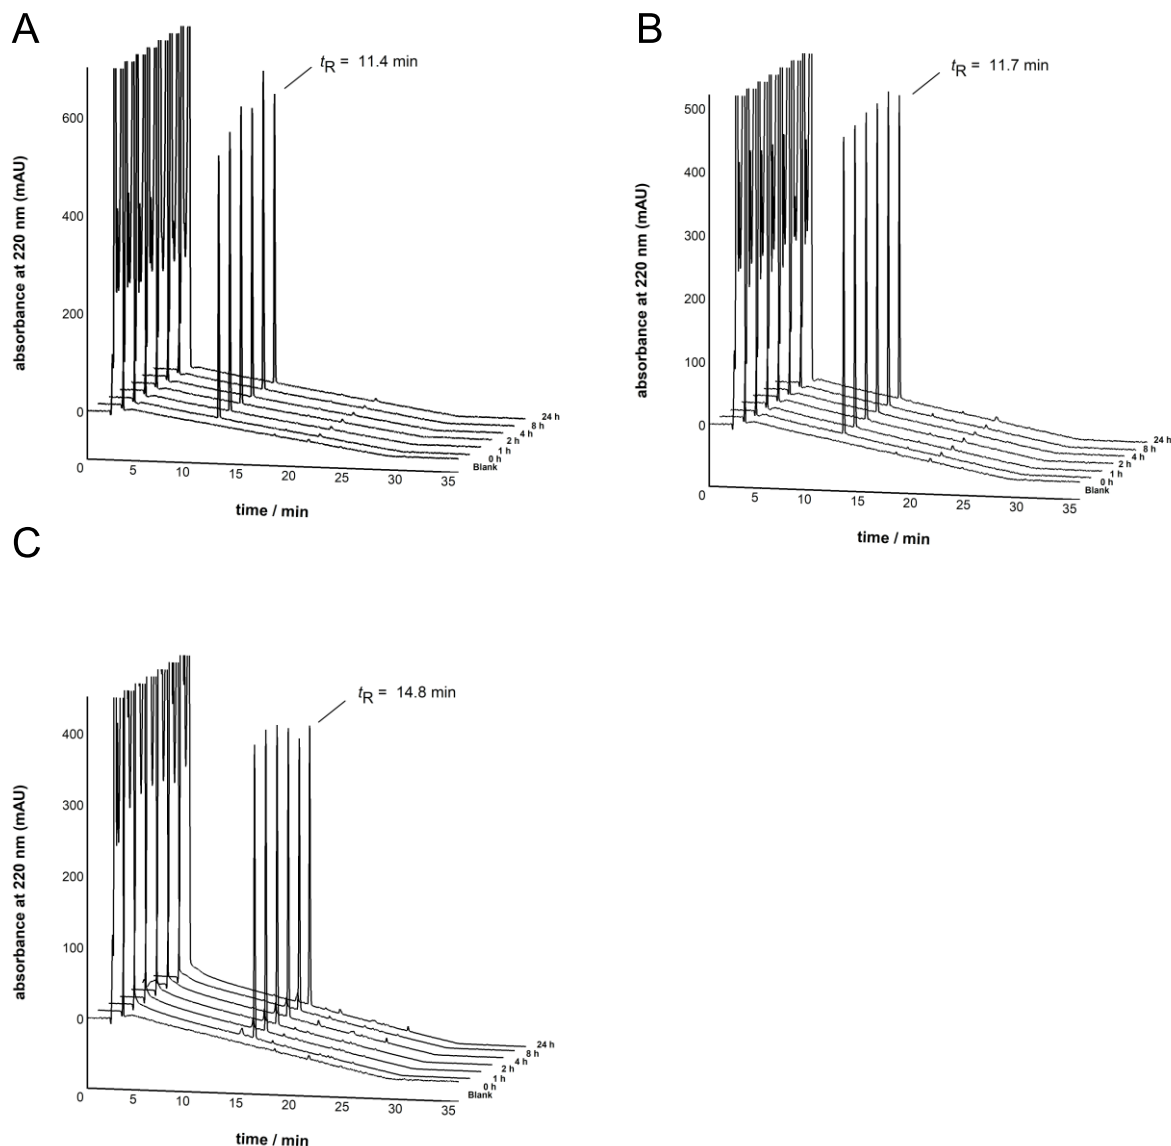 A
tR = 11.4 min
absorbance at 220 nm (mAU)
600
400
200
0
24 h
8 h
4 h
2 h
1 h
0 h
Blank
0 5 10 15 20 25 30 35
time / min
B
tR = 11.7 min
absorbance at 220 nm (mAU)
500
400
300
200
100
0
24 h
8 h
4 h
2 h
1 h
0 h
Blank
0 5 10 15 20 25 30 35
time / min
C
tR = 14.8 min
absorbance at 220 nm (mAU)
400
300
200
100
0
24 h
8 h
4 h
2 h
1 h
0 h
Blank
0 5 10 15 20 25 30 35
time / min